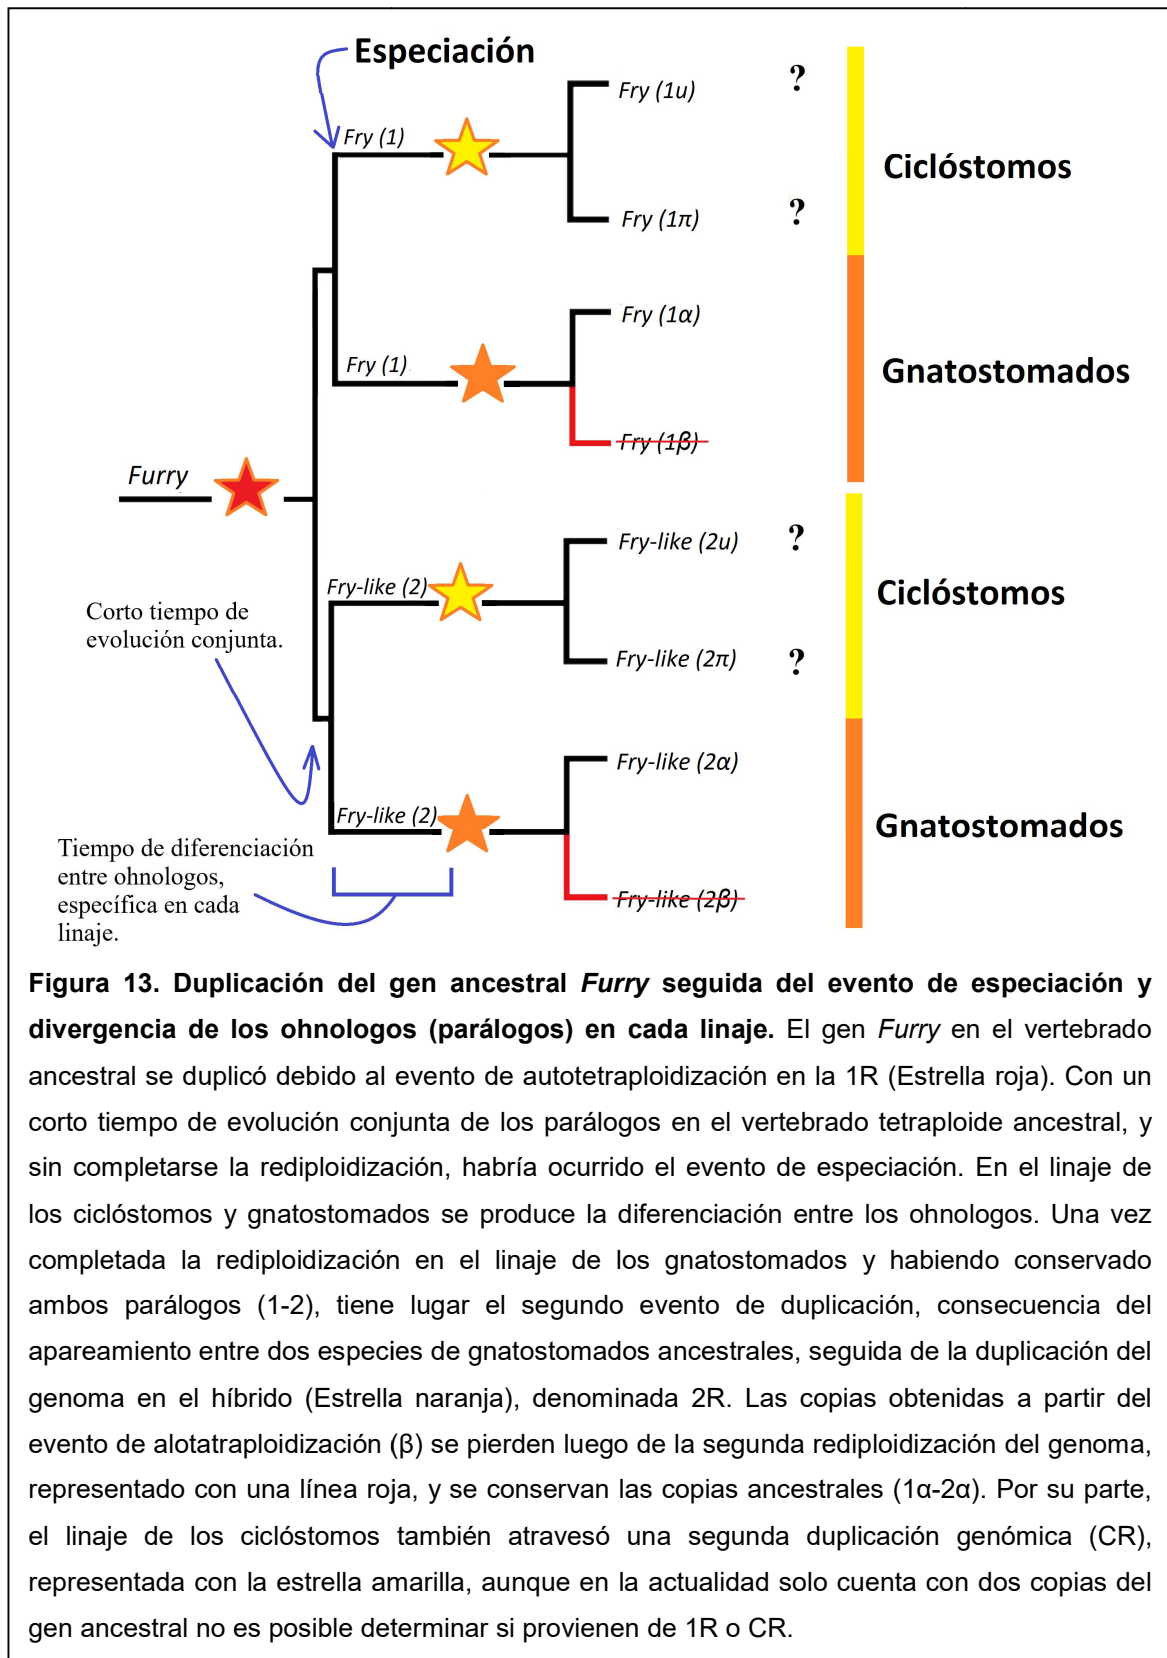 Especiación
Fry (1u)
?
Fry (1)
Ciclóstomos
Fry (1π)
?
Fry (1α)
Fry (1)
Gnatostomados
Fry (1β)
Furry
Fry-like (2u)
?
Fry-like (2)
Ciclóstomos
Corto tiempo de
evolución conjunta.
Fry-like (2π)
?
Fry-like (2α)
Fry-like (2)
Gnatostomados
Tiempo de diferenciación
entre ohnologos,
específica en cada
linaje.
Fry-like (2β)
Figura 13. Duplicación del gen ancestral Furry seguida del evento de especiación y
divergencia de los ohnologos (parálogos) en cada linaje. El gen Furry en el vertebrado
ancestral se duplicó debido al evento de autotetraploidización en la 1R (Estrella roja). Con un
corto tiempo de evolución conjunta de los parálogos en el vertebrado tetraploide ancestral, y
sin completarse la rediploidización, habría ocurrido el evento de especiación. En el linaje de
los ciclóstomos y gnatostomados se produce la diferenciación entre los ohnologos. Una vez
completada la rediploidización en el linaje de los gnatostomados y habiendo conservado
ambos parálogos (1-2), tiene lugar el segundo evento de duplicación, consecuencia del
apareamiento entre dos especies de gnatostomados ancestrales, seguida de la duplicación del
genoma en el híbrido (Estrella naranja), denominada 2R. Las copias obtenidas a partir del
evento de alotatraploidización (β) se pierden luego de la segunda rediploidización del genoma,
representado con una línea roja, y se conservan las copias ancestrales (1α-2α). Por su parte,
el linaje de los ciclóstomos también atravesó una segunda duplicación genómica (CR),
representada con la estrella amarilla, aunque en la actualidad solo cuenta con dos copias del
gen ancestral no es posible determinar si provienen de 1R o CR.